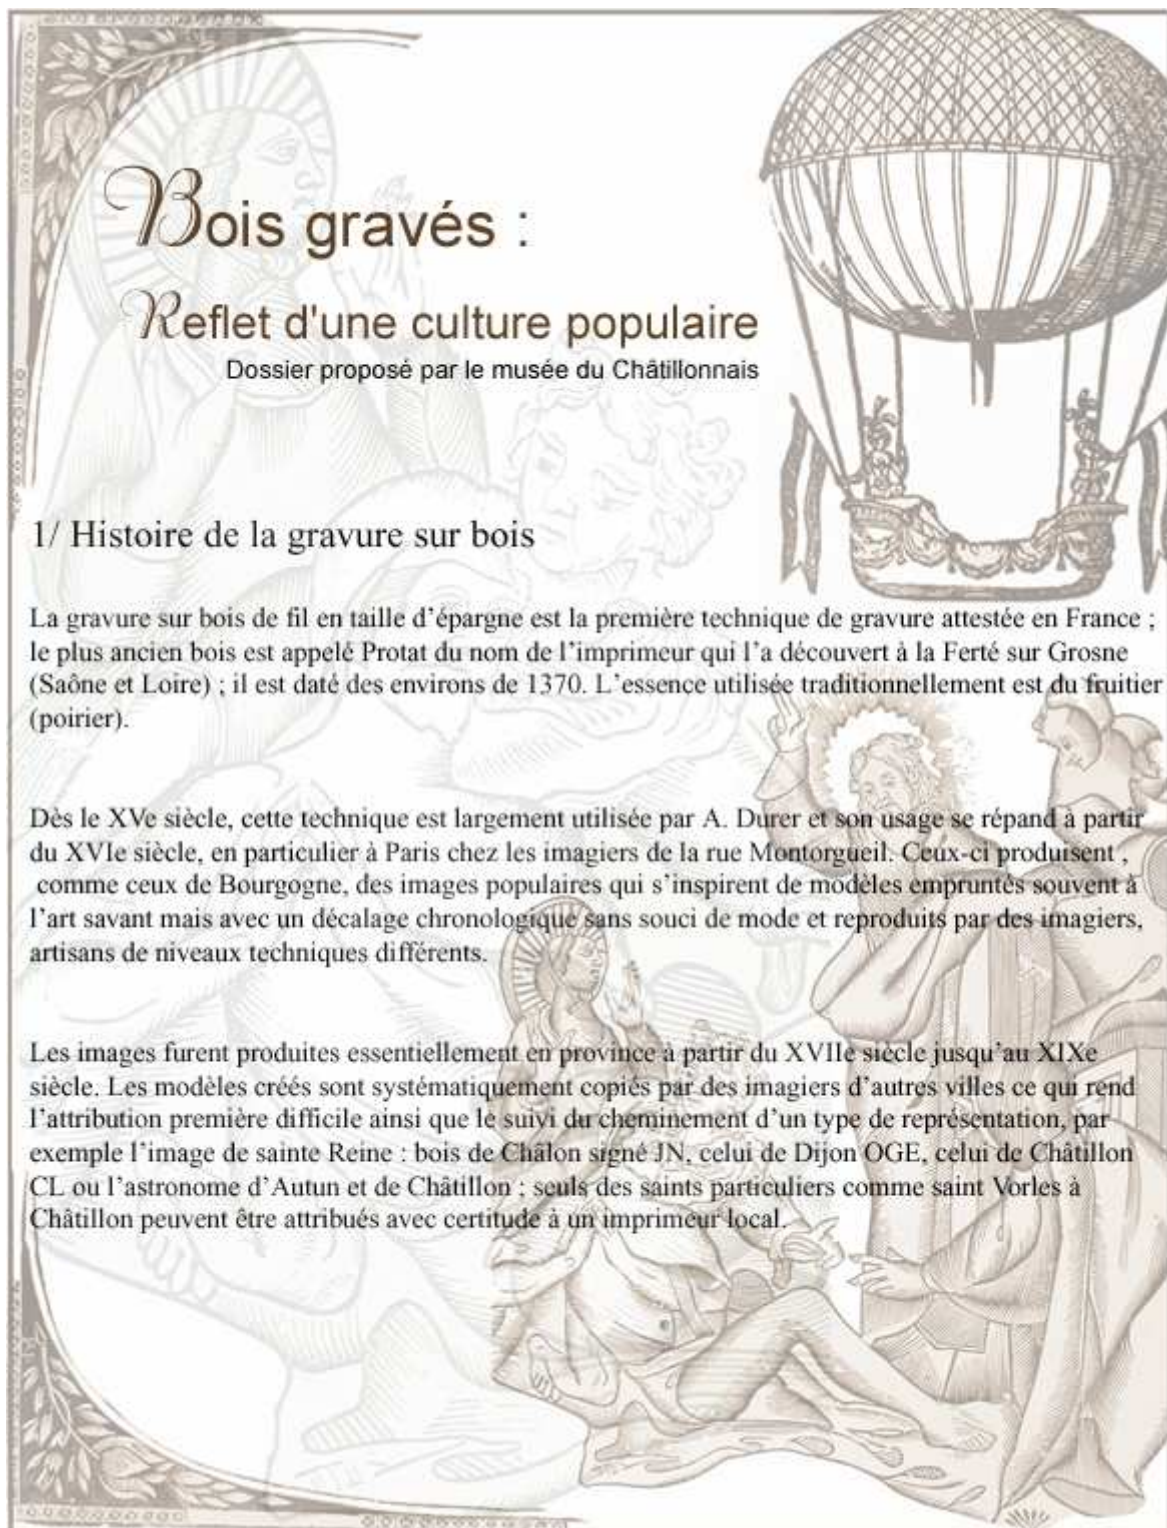 Bois gravés :
Reflet d'une culture populaire
Dossier proposé par le musée du Châtillonnais
1/ Histoire de la gravure sur bois
La gravure sur bois de fil en taille d’épargne est la première technique de gravure attestée en France ;
le plus ancien bois est appelé Protat du nom de l’imprimeur qui l’a découvert à la Ferté sur Grosne
(Saône et Loire) ; il est daté des environs de 1370. L’essence utilisée traditionnellement est du fruitier
(poirier).
Dès le XVe siècle, cette technique est largement utilisée par A. Durer et son usage se répand à partir
du XVIe siècle, en particulier à Paris chez les imagiers de la rue Montorgueil. Ceux-ci produisent ,
comme ceux de Bourgogne, des images populaires qui s’inspirent de modèles empruntés souvent à
l’art savant mais avec un décalage chronologique sans souci de mode et reproduits par des imagiers,
artisans de niveaux techniques différents.
Les images furent produites essentiellement en province à partir du XVIIe siècle jusqu’au XIXe
siècle. Les modèles créés sont systématiquement copiés par des imagiers d’autres villes ce qui rend
l’attribution première difficile ainsi que le suivi du cheminement d’un type de représentation, par
exemple l’image de sainte Reine : bois de Châlon signé JN, celui de Dijon OGE, celui de Châtillon
CL ou l’astronome d’Autun et de Châtillon ; seuls des saints particuliers comme saint Vorles à
Châtillon peuvent être attribués avec certitude à un imprimeur local.